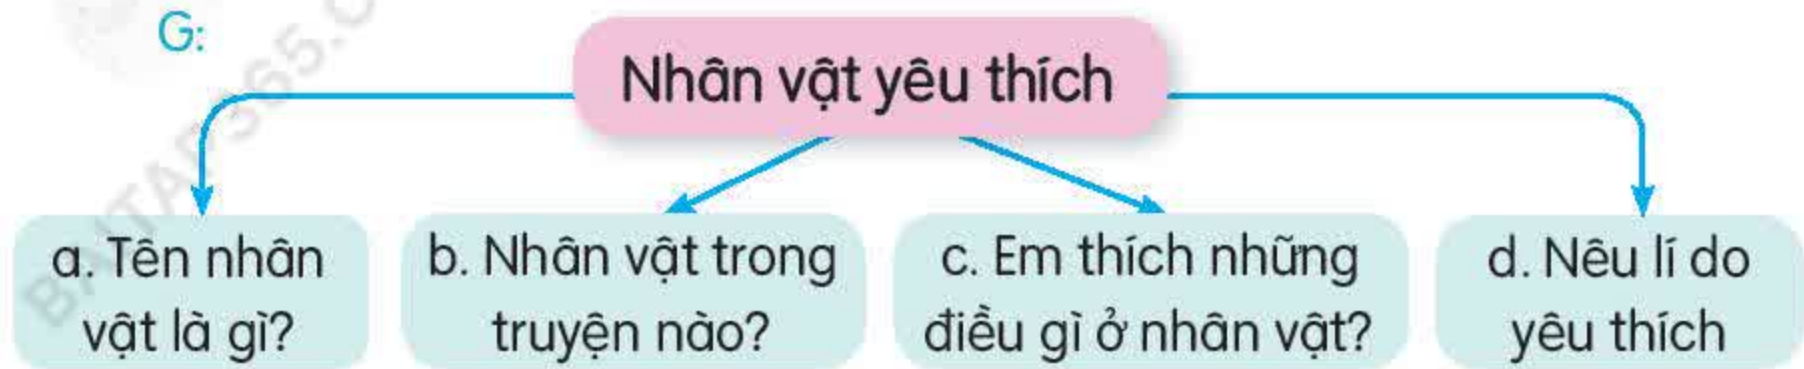 G:
Nhân vật yêu thích
a. Tên nhân
vật là gì?
b. Nhân vật trong
truyện nào?
c. Em thích những
điều gì ở nhân vật?
d. Nêu lí do
yêu thích